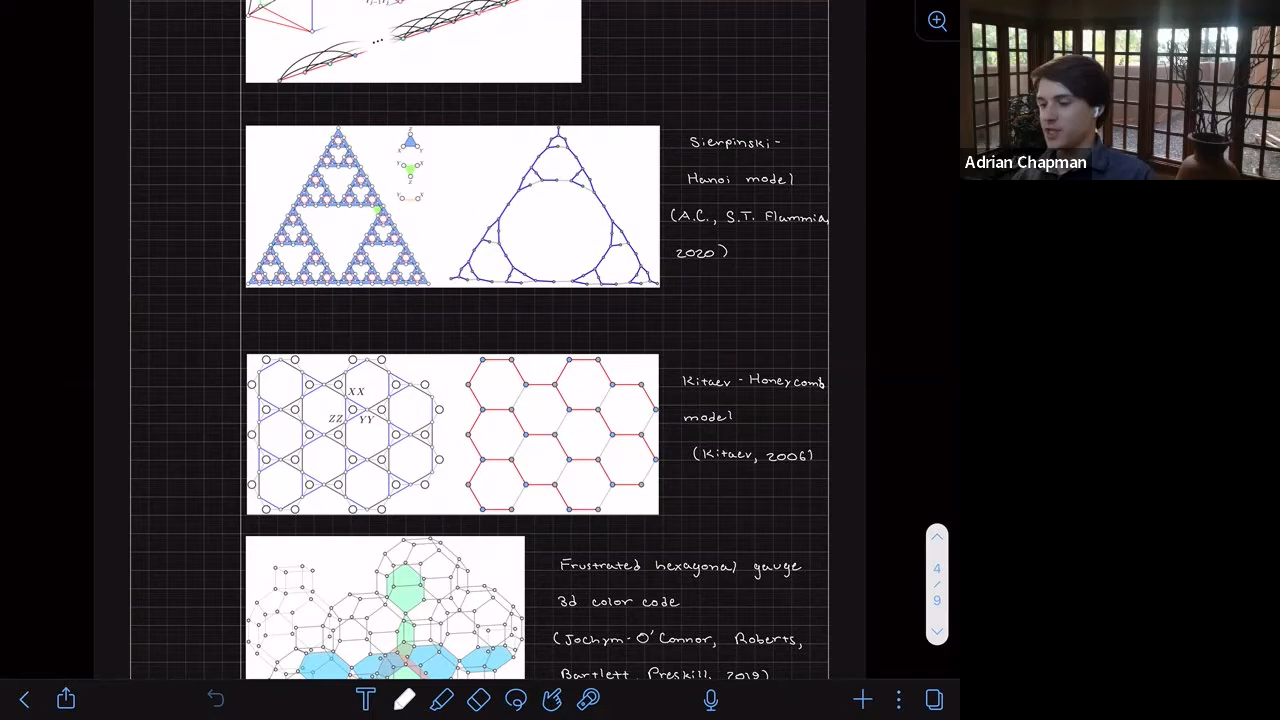 Sierpinski-
Hanoi model
(A.C., S.T. Flammia,
2020)
XX
ZZ
YY
Kitaev - Honeycomb
model
(Kitaev, 2006)
Frustrated hexagonal gauge
3d color code
(Jochym-O'Connor, Roberts,
Bartlett, Preskill, 2019)
Adrian Chapman
4
/
9
T